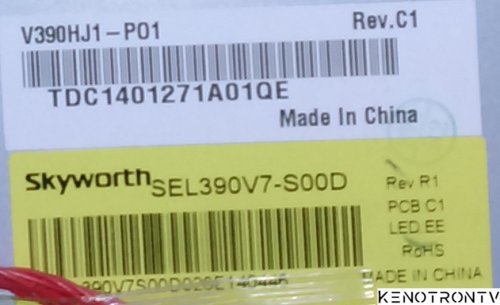 V390HJ1-P01 Rev.C1
TDC1401271A01QE
Made In China
Skyworth SEL390V7-S00D
Rev R1
PCB C1
LED.EE
RoHS
MADE IN CHINA
KENOTRONTV